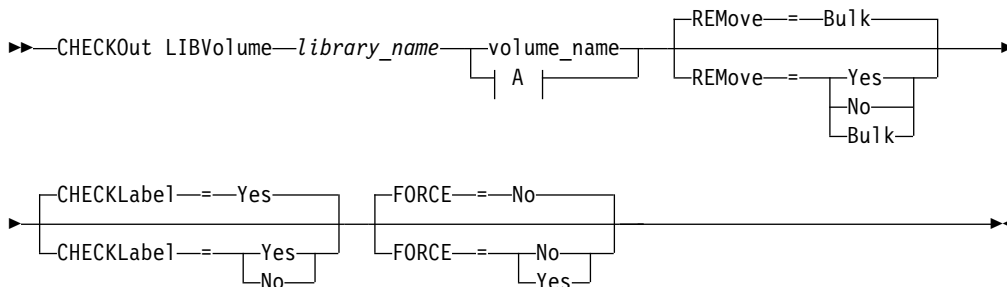 REMove = Bulk
CHECKOut LIBVolume library_name volume_name
A
REMove = Yes
No
Bulk
CHECKLabel = Yes
FORCE = No
CHECKLabel = Yes
No
FORCE = No
Yes